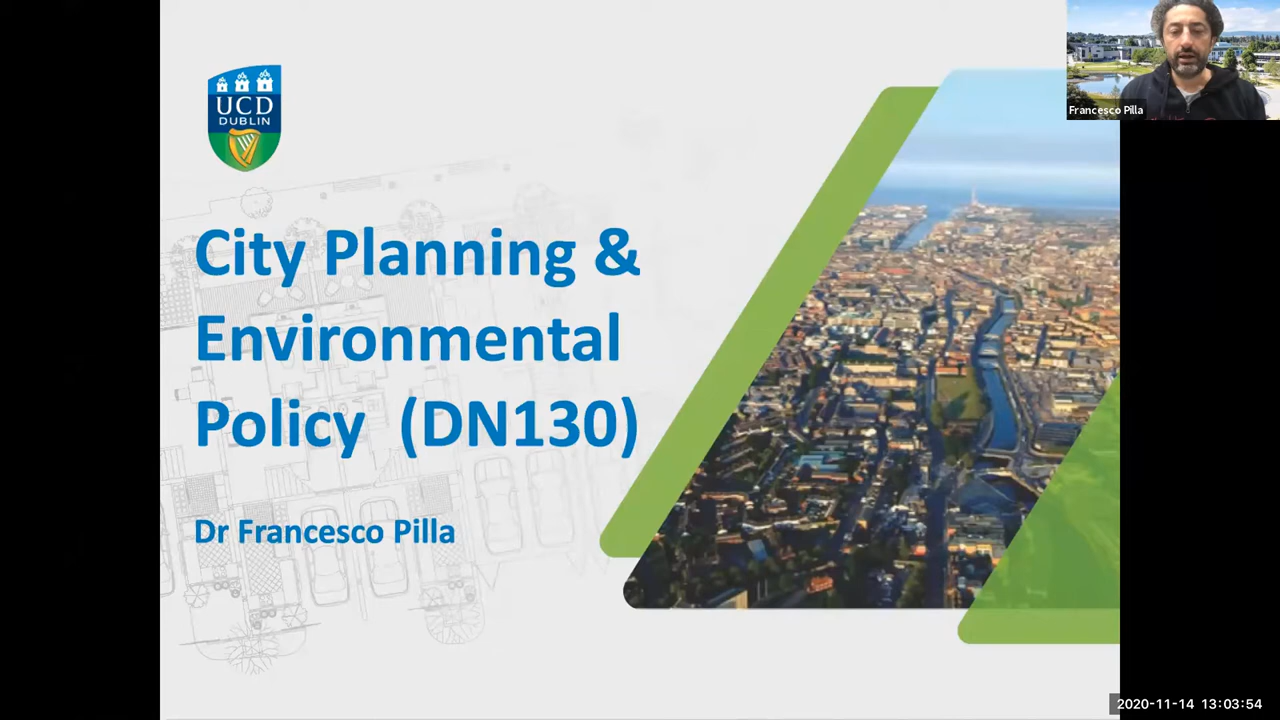 UCD
DUBLIN
City Planning &
Environmental
Policy (DN130)
Dr Francesco Pilla
Francesco Pilla
2020-11-14 13:03:54